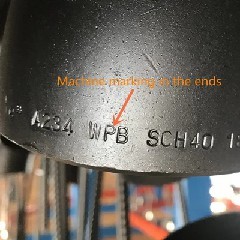 Machine marking in the ends
A234 WPB SCH40